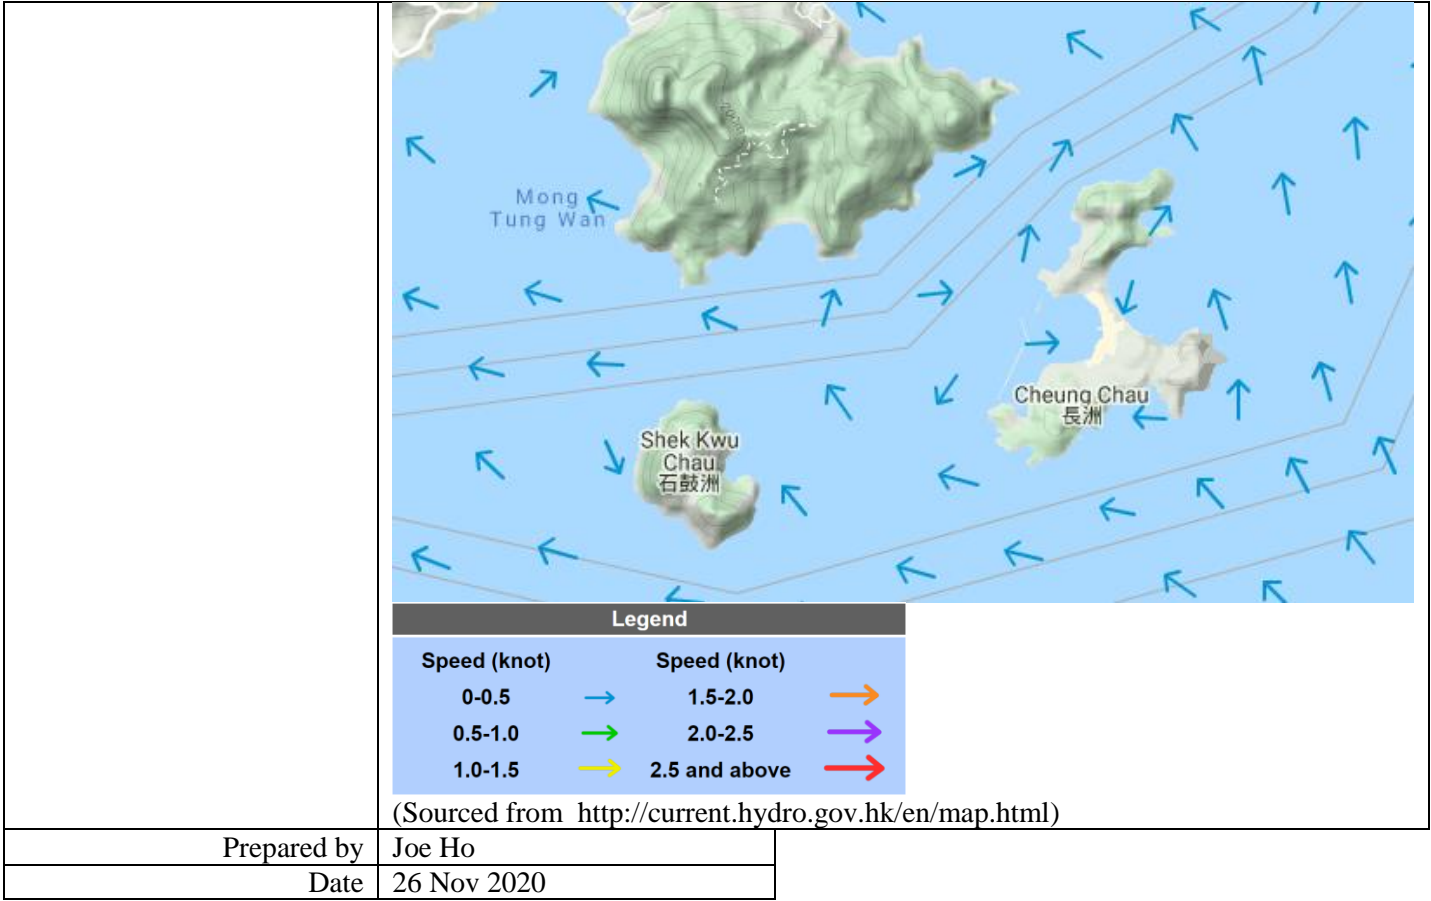 200m
Mong
Tung Wan
Cheung Chau
長洲
Shek Kwu
Chau
石鼓洲
Legend
Speed (knot) Speed (knot)
0-0.5 1.5-2.0
0.5-1.0 2.0-2.5
1.0-1.5 2.5 and above
(Sourced from http://current.hydro.gov.hk/en/map.html)
Prepared by Joe Ho
Date 26 Nov 2020